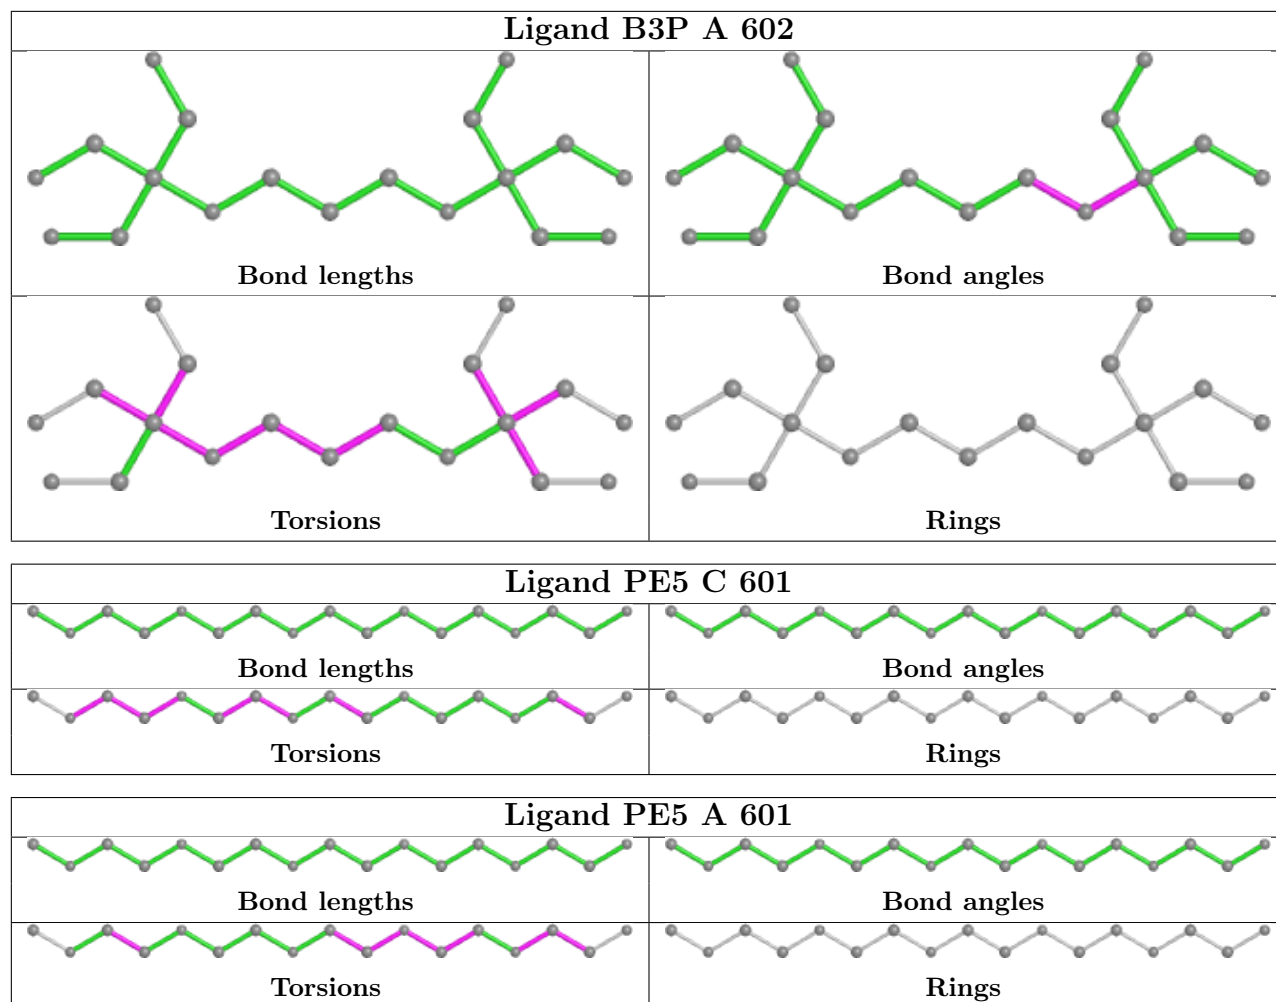 Ligand B3P A 602
Bond lengths
Bond angles
Torsions
Rings
Ligand PE5 C 601
Bond lengths
Bond angles
Torsions
Rings
Ligand PE5 A 601
Bond lengths
Bond angles
Torsions
Rings